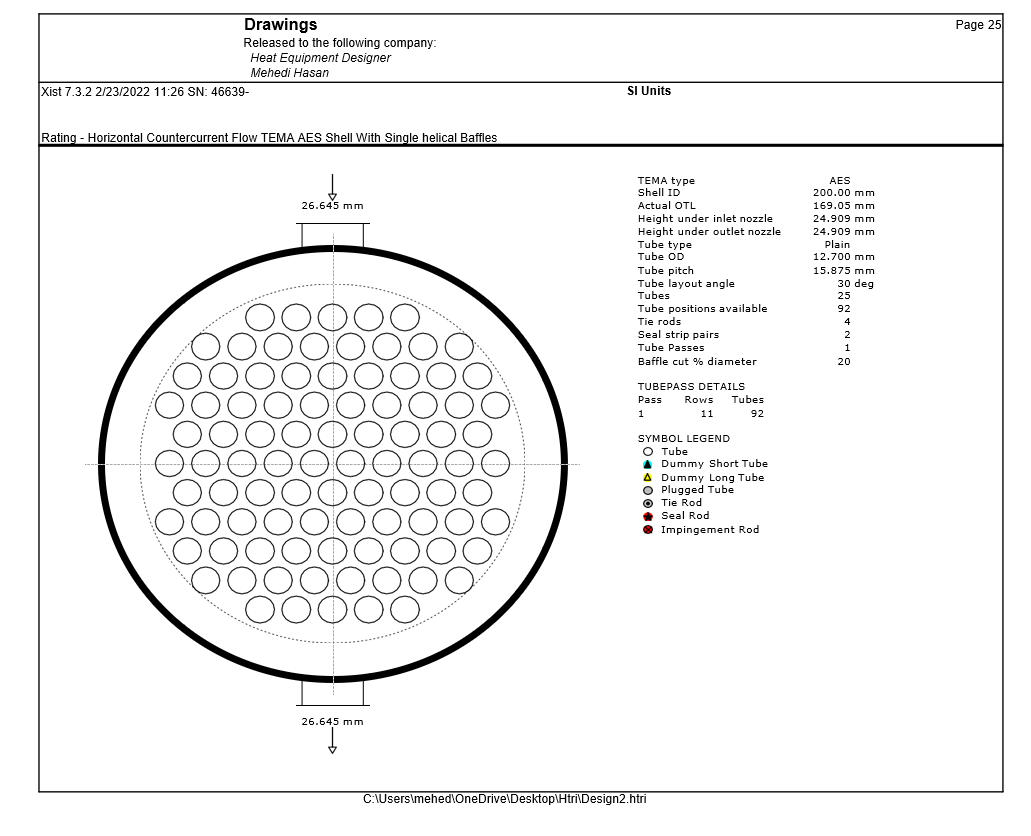 Drawings
Page 25
Released to the following company:
Heat Equipment Designer
Mehedi Hasan
Xist 7.3.2 2/23/2022 11:26 SN: 46639-
SI Units
Rating - Horizontal Countercurrent Flow TEMA AES Shell With Single helical Baffles
26.645 mm
TEMA type AES
Shell ID 200.00 mm
Actual OTL 169.05 mm
Height under inlet nozzle 24.909 mm
Height under outlet nozzle 24.909 mm
Tube type Plain
Tube OD 12.700 mm
Tube pitch 15.875 mm
Tube layout angle 30 deg
Tubes 25
Tube positions available 92
Tie rods 4
Seal strip pairs 2
Tube Passes 1
Baffle cut % diameter 20
TUBEPASS DETAILS
Pass Rows Tubes
1 11 92
SYMBOL LEGEND
Tube
Dummy Short Tube
Dummy Long Tube
Plugged Tube
Tie Rod
Seal Rod
Impingement Rod
26.645 mm
C:\Users\mehed\OneDrive\Desktop\Htri\Design2.htri